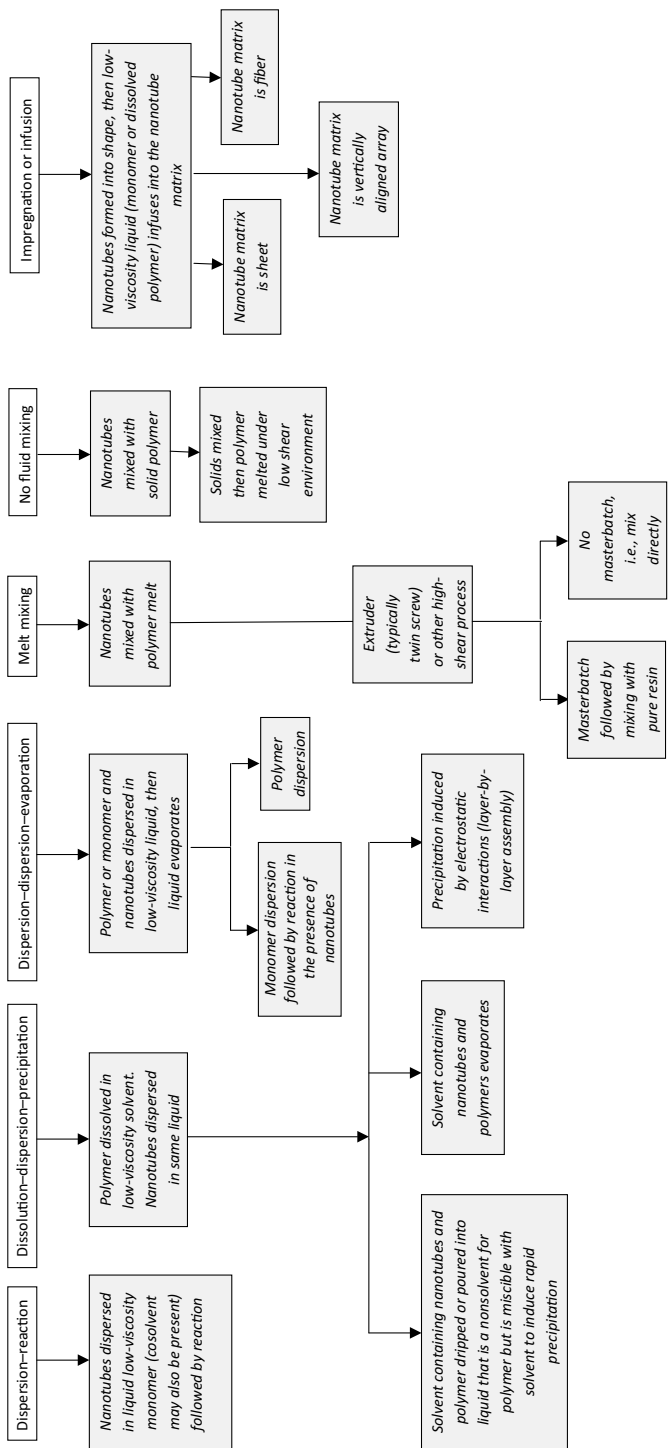 Dispersion–reaction
Nanotubes dispersed
in liquid low-viscosity
monomer (cosolvent
may also be present)
followed by reaction
Dissolution–dispersion–precipitation
Polymer dissolved in
low-viscosity solvent.
Nanotubes dispersed
in same liquid
Solvent containing nanotubes and
polymer dripped or poured into
liquid that is a nonsolvent for
polymer but is miscible with
solvent to induce rapid
precipitation
Solvent containing
nanotubes and
polymers evaporates
Precipitation induced
by electrostatic
interactions (layer-by-
layer assembly)
Dispersion–dispersion–evaporation
Polymer or monomer and
nanotubes dispersed in
low-viscosity liquid, then
liquid evaporates
Monomer dispersion
followed by reaction in
the presence of
nanotubes
Polymer
dispersion
Melt mixing
Nanotubes
mixed with
polymer melt
Extruder
(typically
twin screw)
or other high-
shear process
Masterbatch
followed by
mixing with
pure resin
No
masterbatch,
i.e., mix
directly
No fluid mixing
Nanotubes
mixed with
solid polymer
Solids mixed
then polymer
melted under
low shear
environment
Impregnation or infusion
Nanotubes formed into shape, then low-
viscosity liquid (monomer or dissolved
polymer) infuses into the nanotube
matrix
Nanotube matrix
is sheet
Nanotube matrix
is vertically
aligned array
Nanotube matrix
is fiber